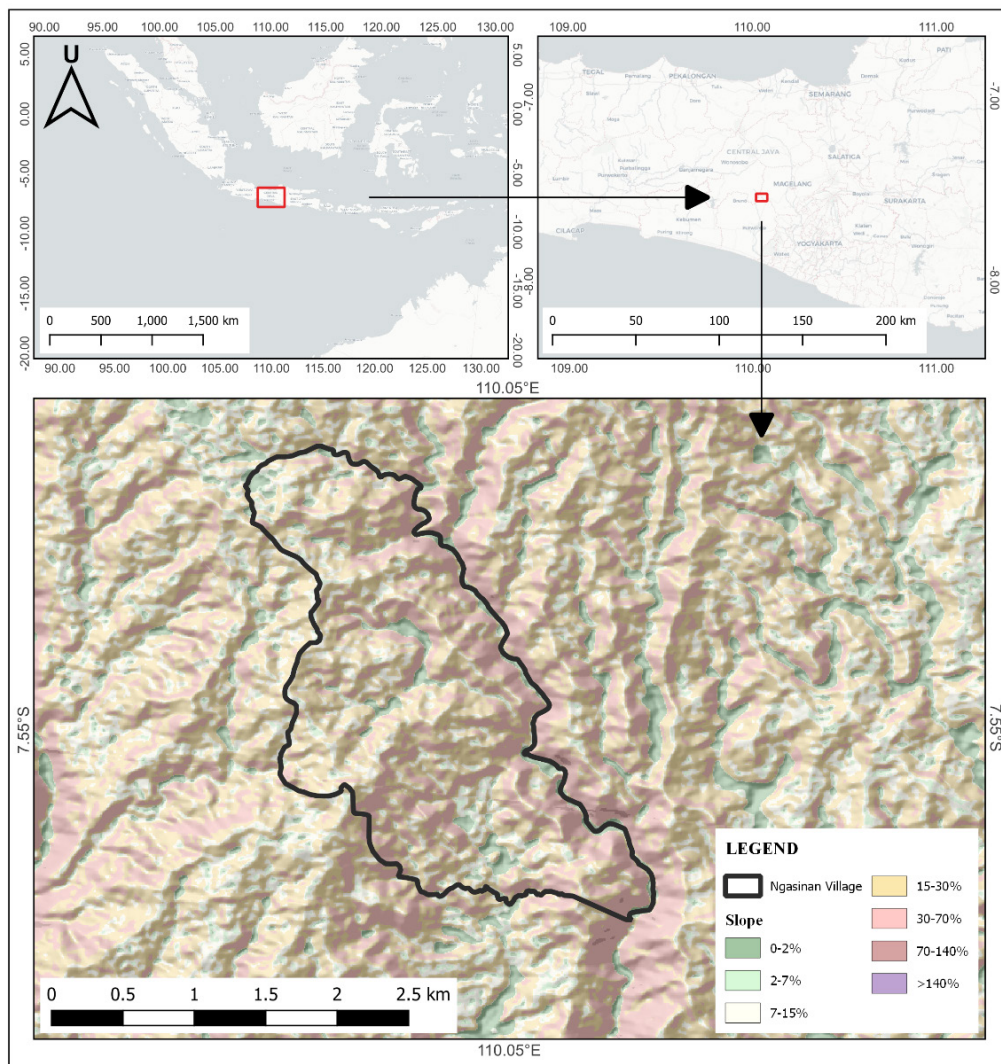 90.00 95.00 100.00 105.00 110.00 115.00 120.00 125.00 130.00
109.00 110.00 111.00
5.00
0.00
-5.00
-10.00
-15.00
-20.00
U
5.00
0.00
-5.00
-10.00
-15.00
-20.00
0 500 1,000 1,500 km
90.00 95.00 100.00 105.00 110.00 115.00 120.00 125.00 130.00
-7.00
-8.00
TEGAL
PEKALONGAN
SEMARANG
PATI
CENTRAL JAVA
SALATIGA
MAGELANG
SURAKARTA
CILACAP
YOGYAKARTA
-7.00
-8.00
0 50 100 150 200 km
109.00 110.00 111.00
110.05°E
7.55°S
7.55°S
LEGEND
Ngasinan Village
Slope
0-2%
2-7%
7-15%
15-30%
30-70%
70-140%
>140%
0 0.5 1 1.5 2 2.5 km
110.05°E